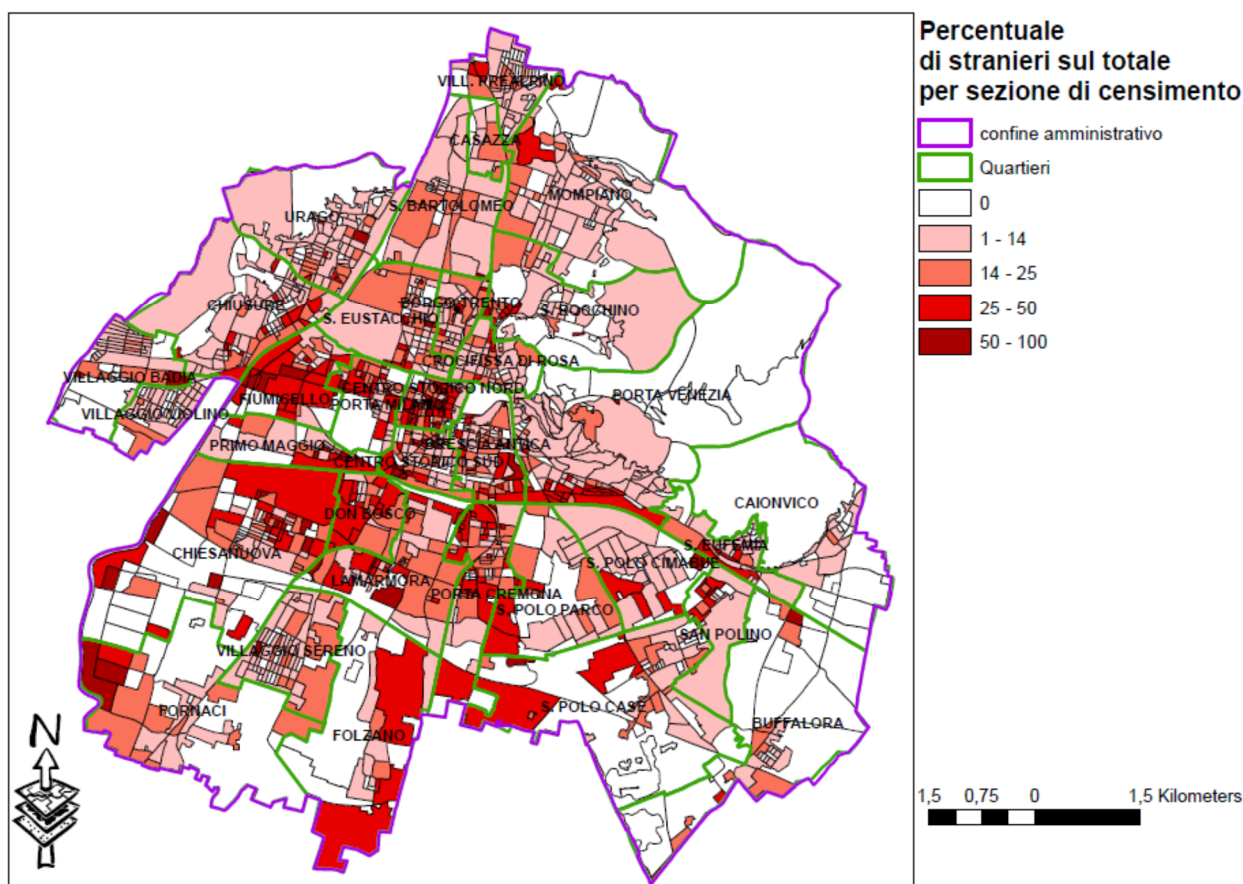 Percentuale
di stranieri sul totale
per sezione di censimento
confine amministrativo
Quartieri
0
1 - 14
14 - 25
25 - 50
50 - 100
VILL. PREALPINO
CASAZZA
MOMPIANO
S. BARTOLOMEO
URAGO
CHIUSURE
BORGO TRENTO
S. ROCCHINO
S. EUSTACCHIO
CROCIFISSA DI ROSA
VILLAGGIO BADIA
CENTRO STORICO NORD
PORTA VENEZIA
FIUMICELLO
PORTA MILANO
VILLAGGIO VIOLINO
PRIMO MAGGIO
BRESCIA ANTICA
CENTRO STORICO SUD
CAIONVICO
DON BOSCO
S. EUFEMIA
CHIESANUOVA
S. POLO CIMABUE
LAMARMORA
PORTA CREMONA
S. POLO PARCO
SAN POLINO
VILLAGGIO SERENO
S. POLO CASE
FORNACI
BUFFALORA
FOLZANO
N
1,5 0,75 0 1,5 Kilometers